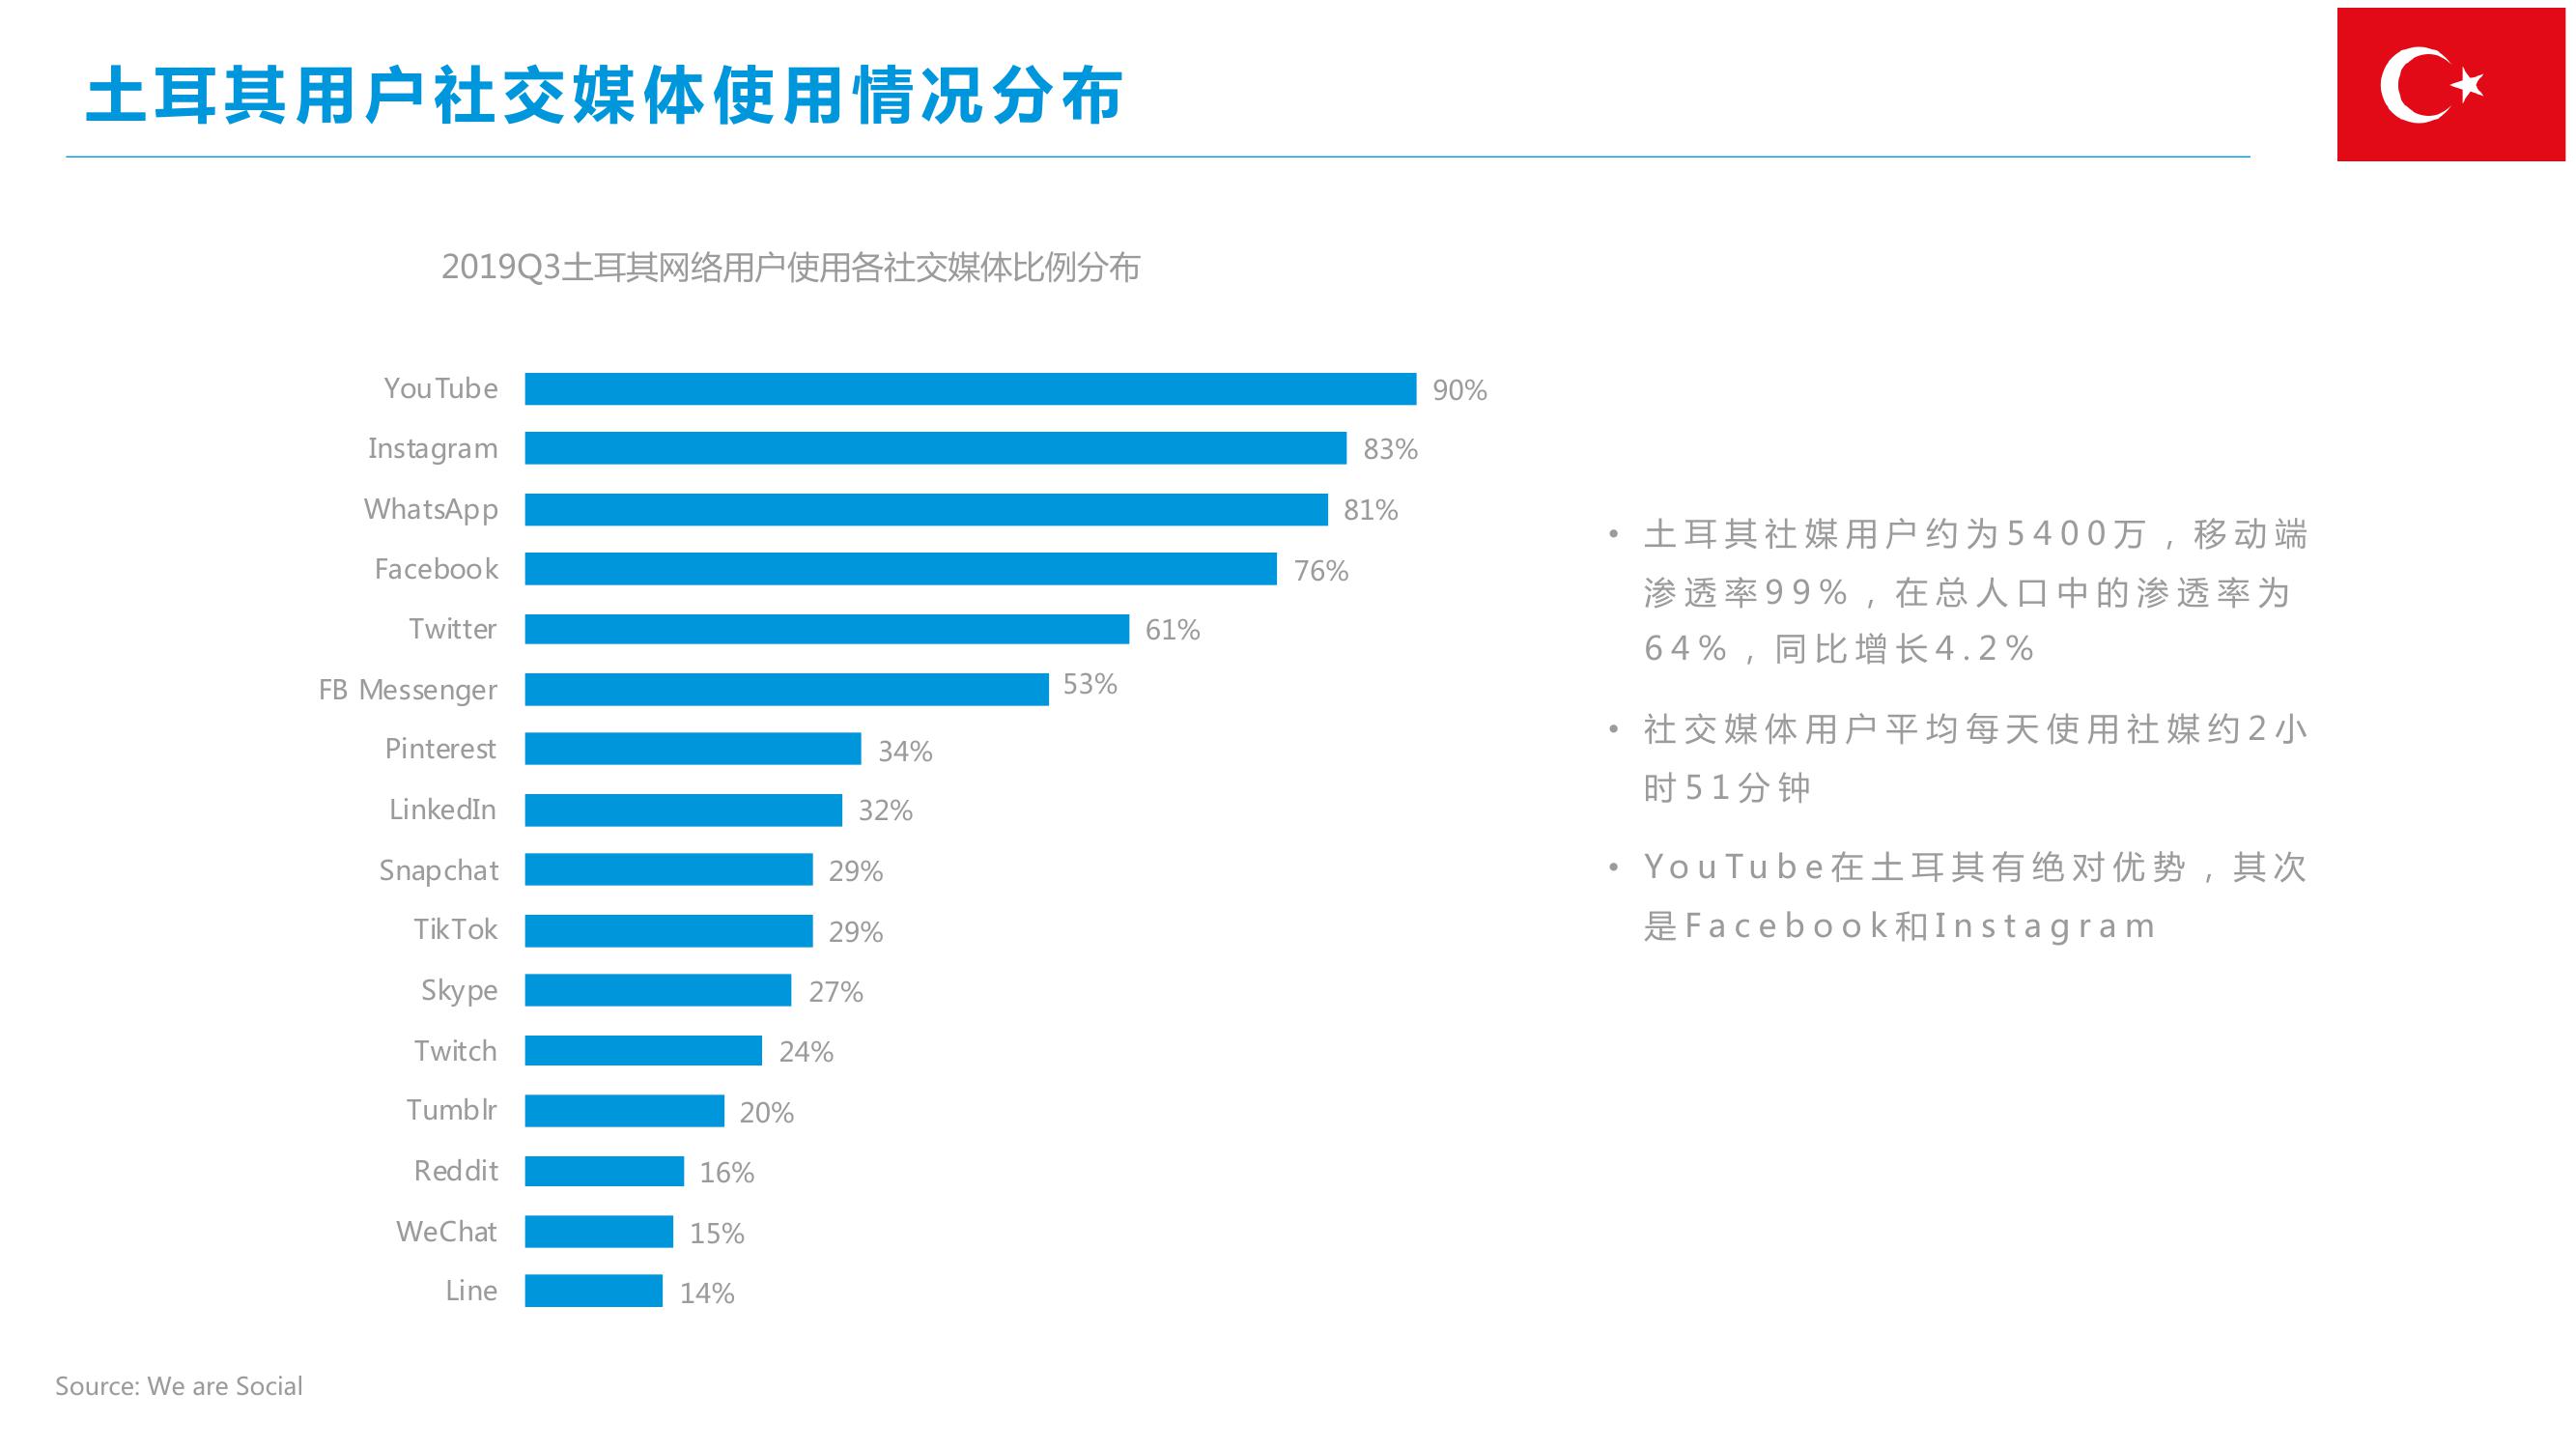 土耳其用户社交媒体使用情况分布
2019Q3土耳其网络用户使用各社交媒体比例分布
YouTube 90%
Instagram 83%
WhatsApp 81%
Facebook 76%
Twitter 61%
FB Messenger 53%
Pinterest 34%
LinkedIn 32%
Snapchat 29%
TikTok 29%
Skype 27%
Twitch 24%
Tumblr 20%
Reddit 16%
WeChat 15%
Line 14%
• 土耳其社媒用户约为5400万，移动端
渗透率99%，在总人口中的渗透率为
64%，同比增长4.2%
• 社交媒体用户平均每天使用社媒约2小
时51分钟
• YouTube在土耳其有绝对优势，其次
是Facebook和Instagram
Source: We are Social